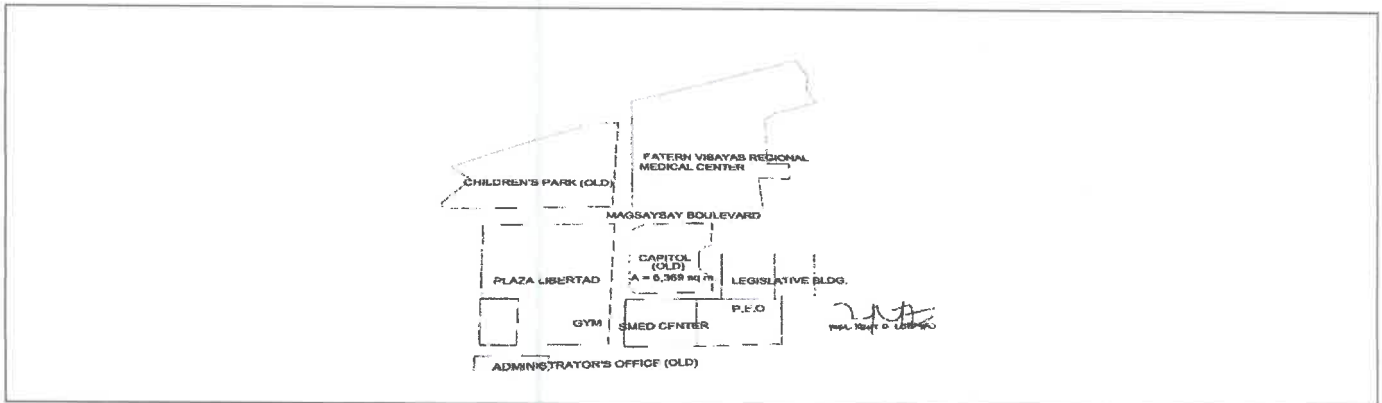 FATERN VISAYAS REGIONAL
MEDICAL CENTER
CHILDREN'S PARK (OLD)
MAGSAYSAY BOULEVARD
CAPITOL
(OLD)
A = 6,369 sq m.
PLAZA LIBERTAD
LEGISLATIVE BLDG.
P.E.O
GYM
SMED CENTER
ADMINISTRATOR'S OFFICE (OLD)